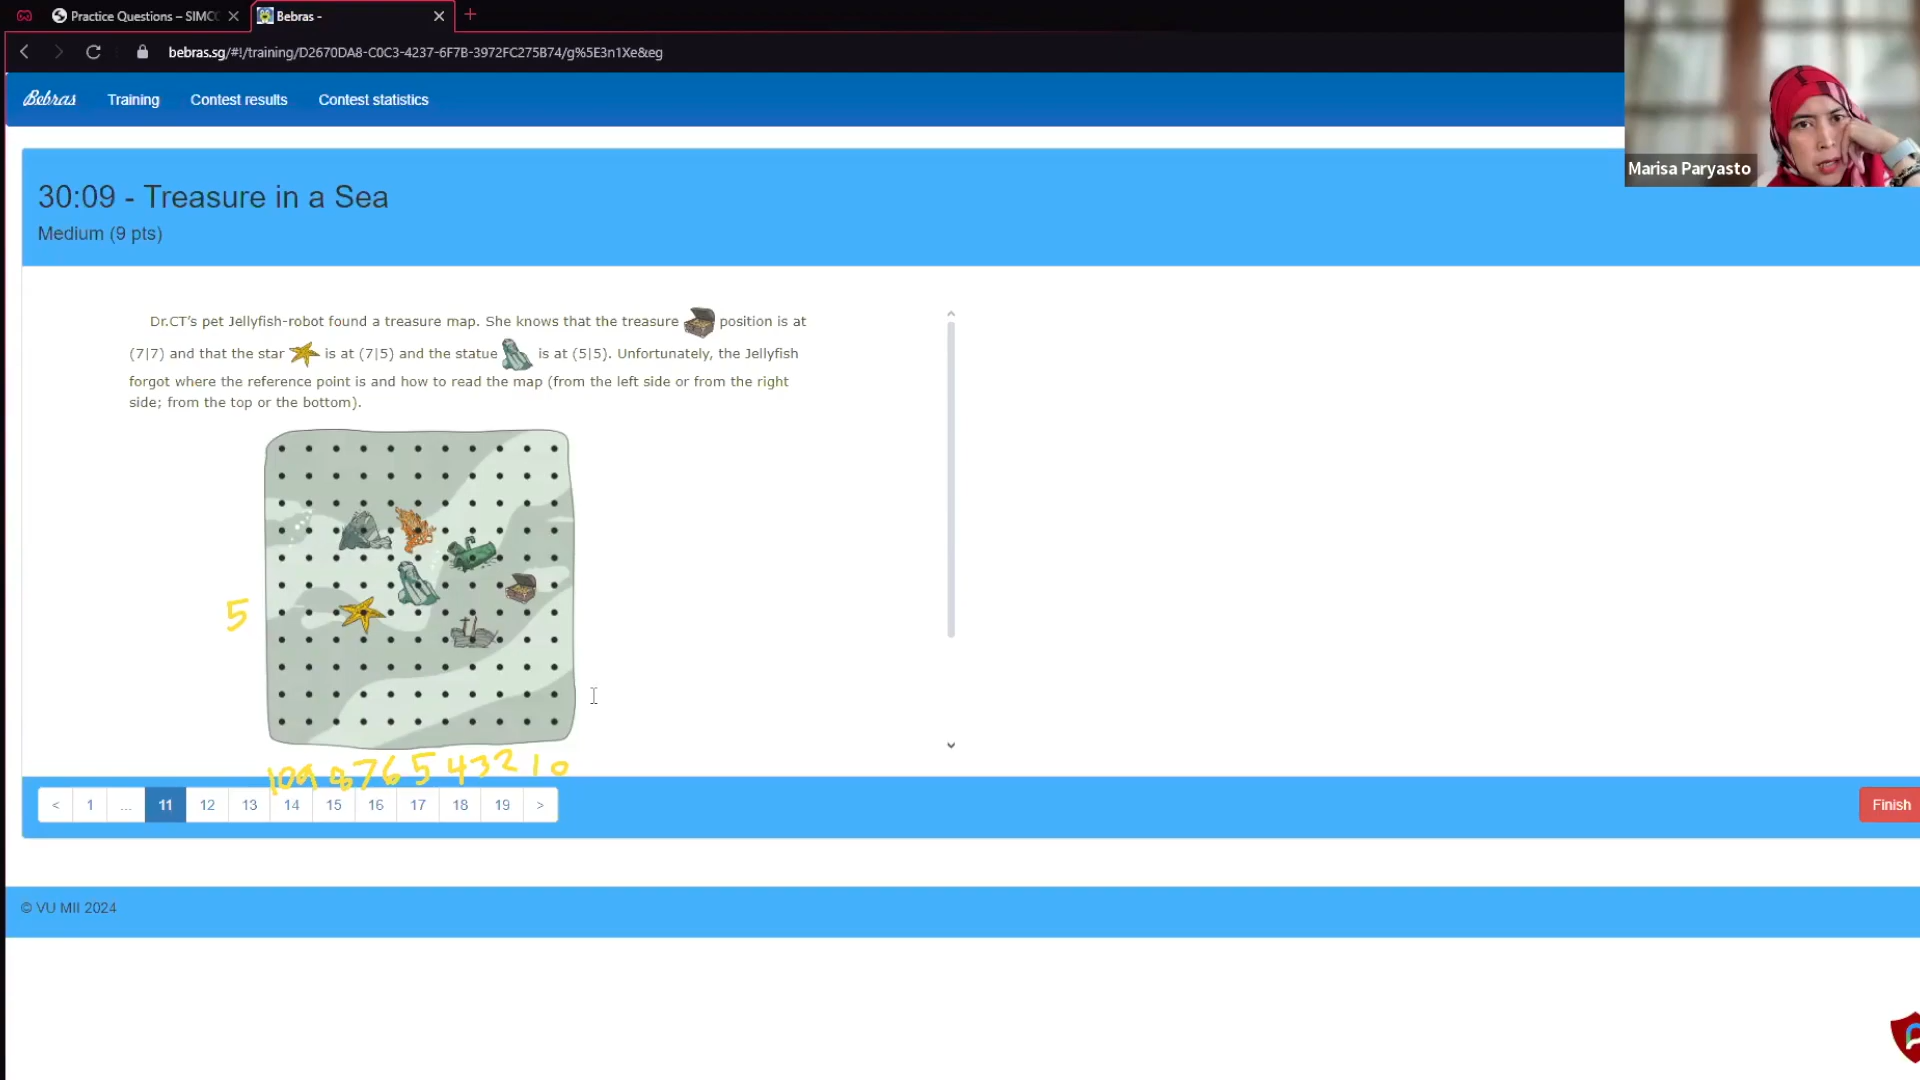 Practice Questions – SIMCC
Bebras -
bebras.sg/#!/training/D2670DA8-C0C3-4237-6F7B-3972FC275B74/g%5E3n1Xe&eg
Bebras Training Contest results Contest statistics
Marisa Paryasto
30:09 - Treasure in a Sea
Medium (9 pts)
Dr.CT's pet Jellyfish-robot found a treasure map. She knows that the treasure position is at
(7|7) and that the star is at (7|5) and the statue is at (5|5). Unfortunately, the Jellyfish
forgot where the reference point is and how to read the map (from the left side or from the right
side; from the top or the bottom).
5
10 9 8 7 6 5 4 3 2 1 0
< 1 ... 11 12 13 14 15 16 17 18 19 >
Finish
© VU MII 2024